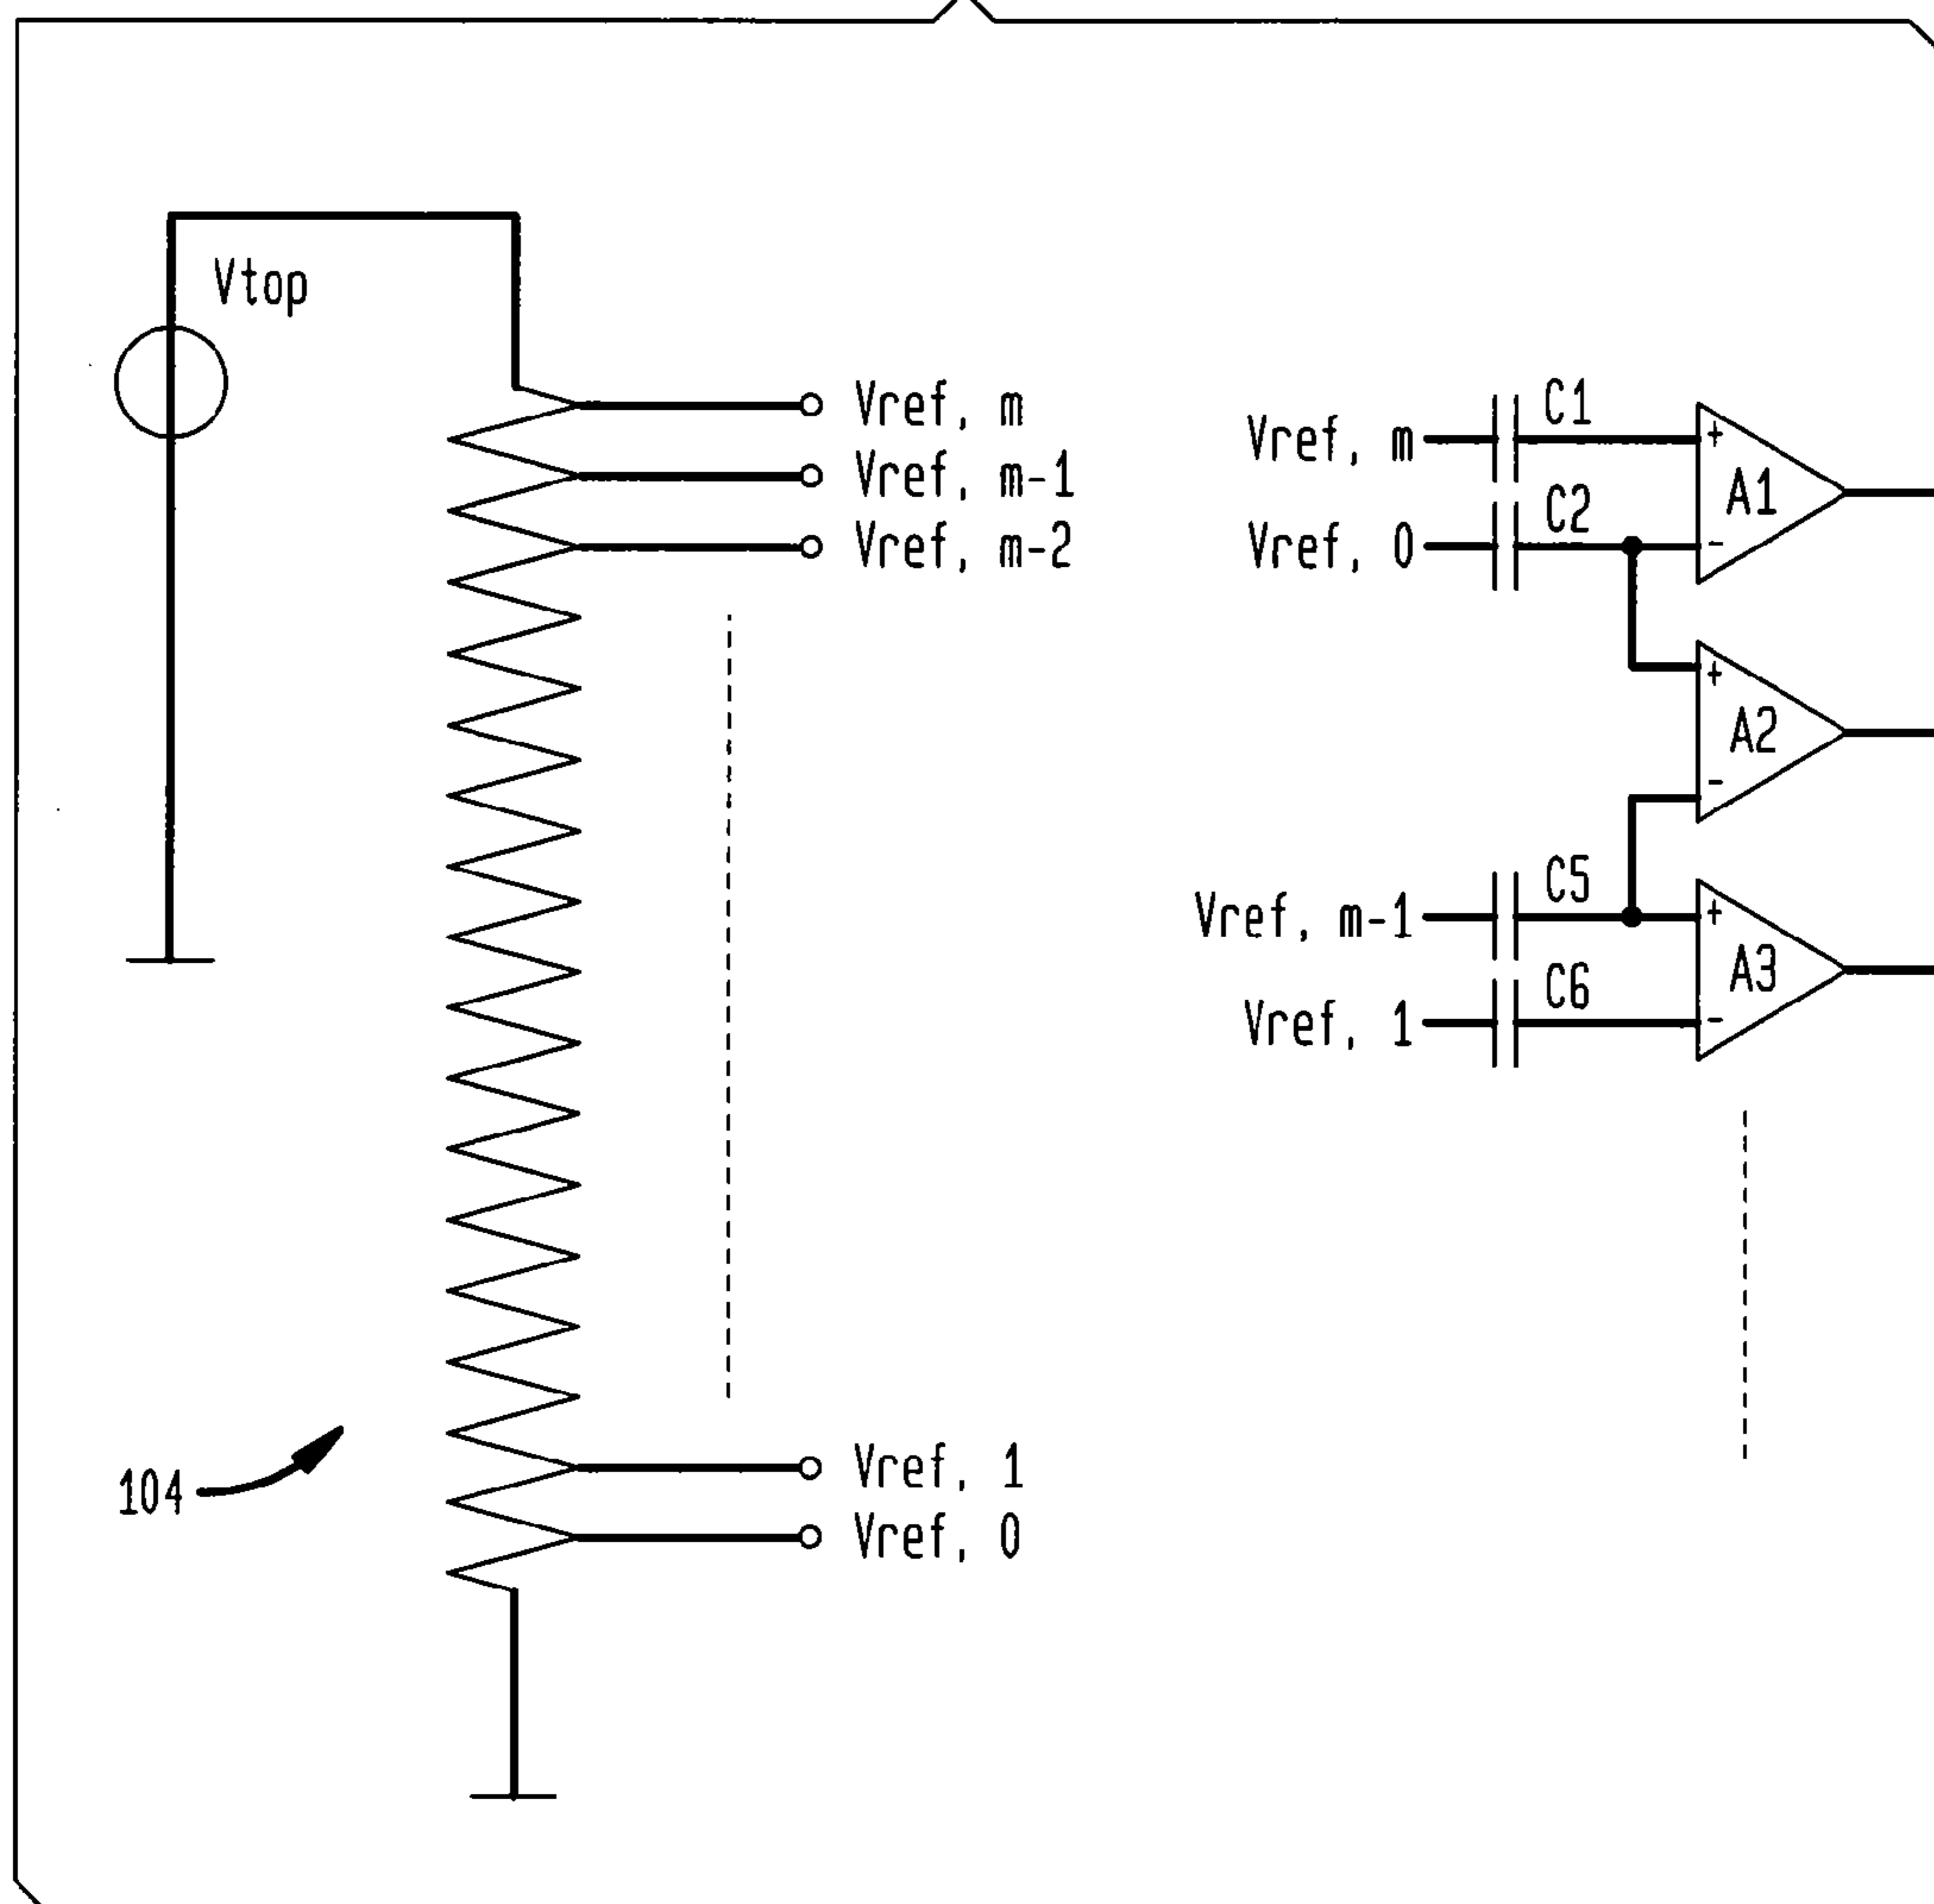 Vtop
Vref, m
Vref, m-1
Vref, m-2
Vref, 1
Vref, 0
104
Vref, m
C1
+
A1
Vref, 0
C2
-
+
A2
-
Vref, m-1
C5
+
A3
Vref, 1
C6
-